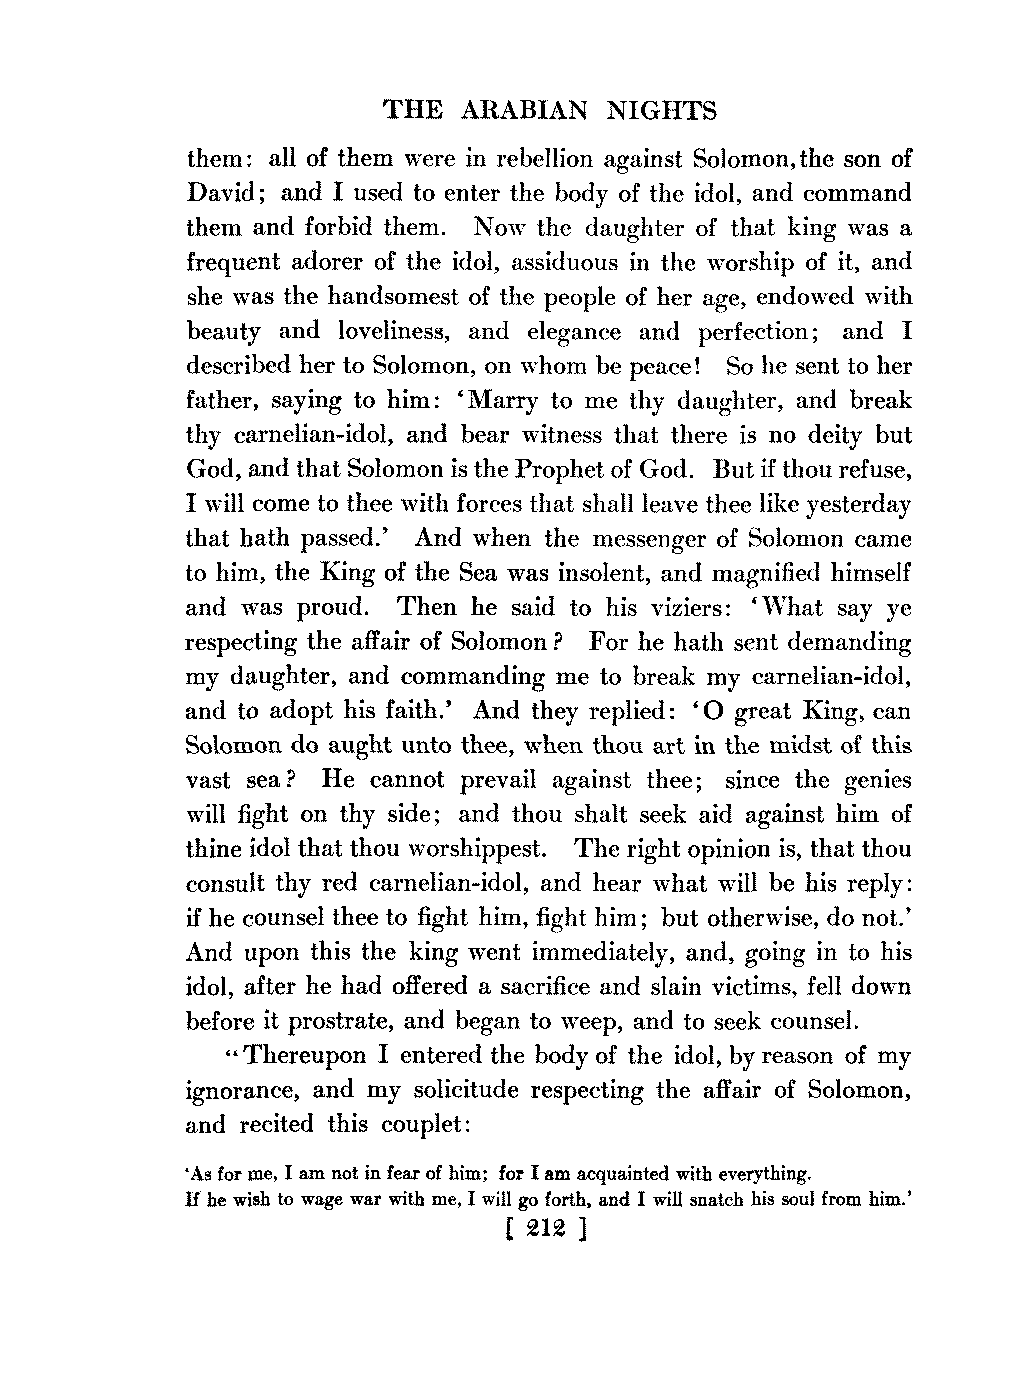 THE ARABIAN NIGHTS
them: all of them were in rebellion against Solomon, the son of
David; and I used to enter the body of the idol, and command
them and forbid them. Now the daughter of that king was a
frequent adorer of the idol, assiduous in the worship of it, and
she was the handsomest of the people of her age, endowed with
beauty and loveliness, and elegance and perfection; and I
described her to Solomon, on whom be peace! So he sent to her
father, saying to him: ‘Marry to me thy daughter, and break
thy carnelian-idol, and bear witness that there is no deity but
God, and that Solomon is the Prophet of God. But if thou refuse,
I will come to thee with forces that shall leave thee like yesterday
that hath passed.’ And when the messenger of Solomon came
to him, the King of the Sea was insolent, and magnified himself
and was proud. Then he said to his viziers: ‘What say ye
respecting the affair of Solomon? For he hath sent demanding
my daughter, and commanding me to break my carnelian-idol,
and to adopt his faith.’ And they replied: ‘O great King, can
Solomon do aught unto thee, when thou art in the midst of this
vast sea? He cannot prevail against thee; since the genies
will fight on thy side; and thou shalt seek aid against him of
thine idol that thou worshippest. The right opinion is, that thou
consult thy red carnelian-idol, and hear what will be his reply:
if he counsel thee to fight him, fight him; but otherwise, do not.’
And upon this the king went immediately, and, going in to his
idol, after he had offered a sacrifice and slain victims, fell down
before it prostrate, and began to weep, and to seek counsel.
“Thereupon I entered the body of the idol, by reason of my
ignorance, and my solicitude respecting the affair of Solomon,
and recited this couplet:
‘As for me, I am not in fear of him; for I am acquainted with everything.
If he wish to wage war with me, I will go forth, and I will snatch his soul from him.’
[ 212 ]